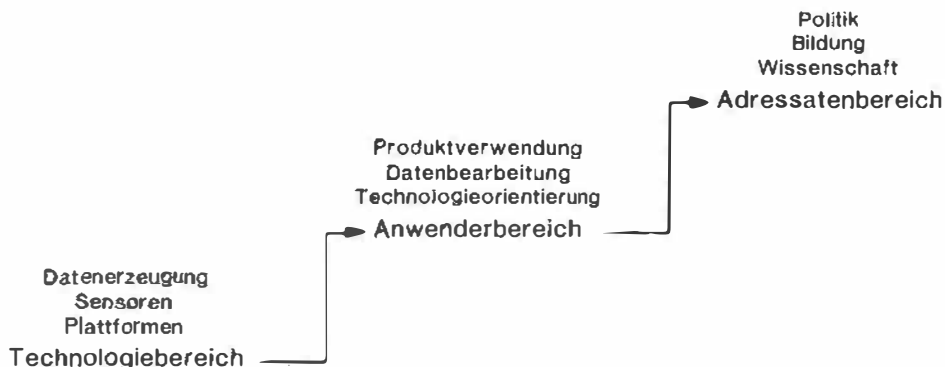 Politik
Bildung
Wissenschaft
Adressatenbereich
Produktverwendung
Datenbearbeitung
Technologieorientierung
Anwenderbereich
Datenerzeugung
Sensoren
Plattformen
Technologiebereich